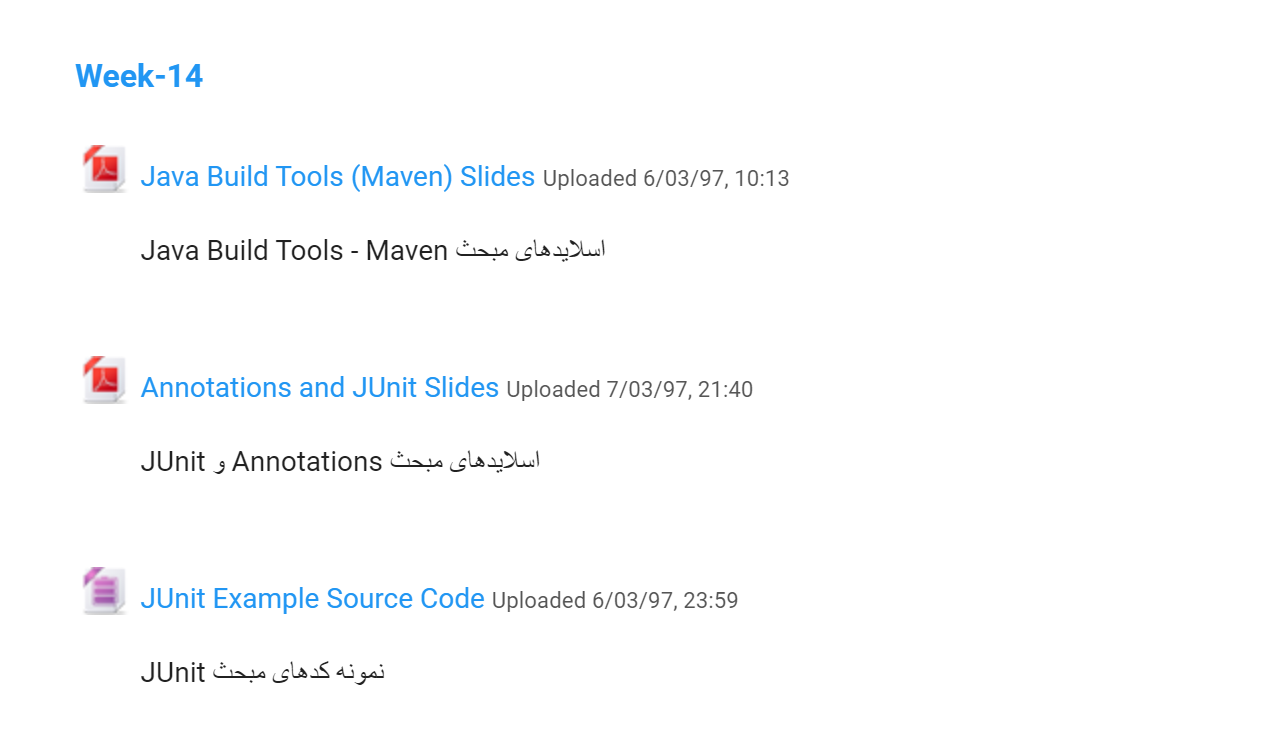 Week-14
Java Build Tools (Maven) Slides Uploaded 6/03/97, 10:13
اسلایدهای مبحث Java Build Tools - Maven
Annotations and JUnit Slides Uploaded 7/03/97, 21:40
اسلایدهای مبحث Annotations و JUnit
JUnit Example Source Code Uploaded 6/03/97, 23:59
نمونه کدهای مبحث JUnit